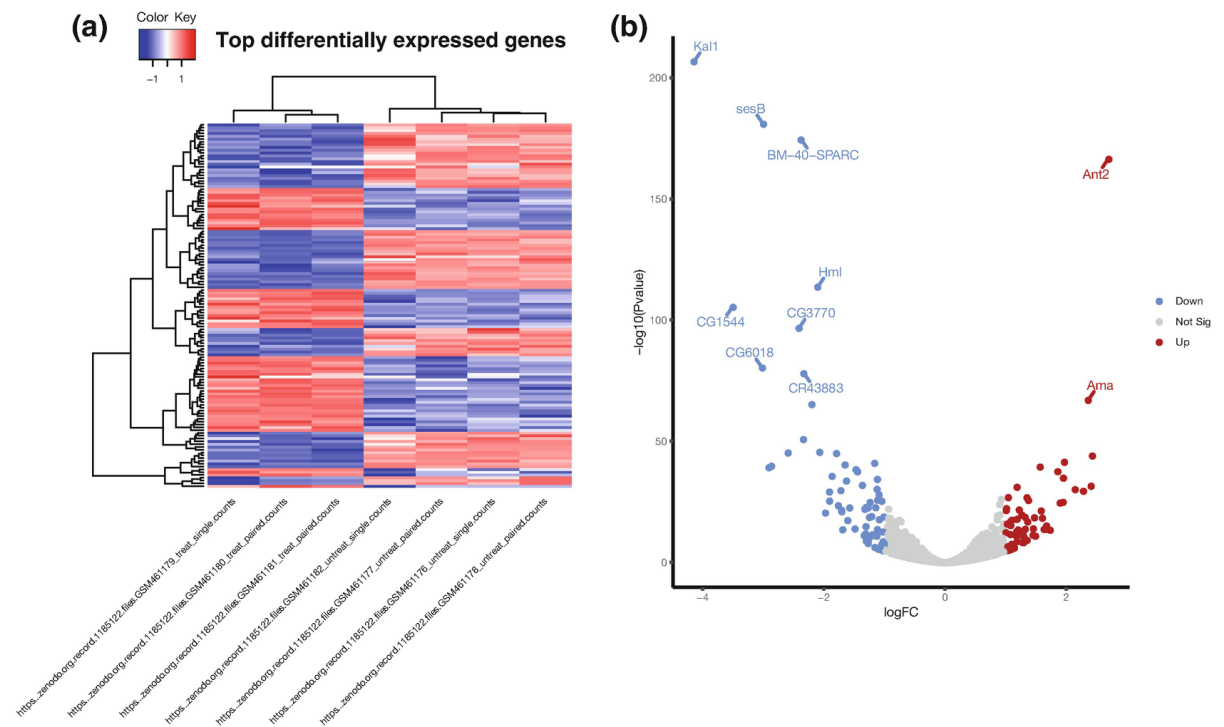 (a)
Color Key
-1 1
Top differentially expressed genes
https..zenodo.org.record.1185122.files.GSM461179_treat_single.counts
https..zenodo.org.record.1185122.files.GSM461180_treat_paired.counts
https..zenodo.org.record.1185122.files.GSM461181_treat_paired.counts
https..zenodo.org.record.1185122.files.GSM461182_untreat_single.counts
https..zenodo.org.record.1185122.files.GSM461177_untreat_paired.counts
https..zenodo.org.record.1185122.files.GSM461176_untreat_single.counts
https..zenodo.org.record.1185122.files.GSM461178_untreat_paired.counts
(b)
Kal1
200
sesB
BM-40-SPARC
Ant2
150
Hml
CG3770
CG1544
100
CG6018
CR43883
Ama
50
0
-log10(Pvalue)
-4 -2 0 2
logFC
Down
Not Sig
Up